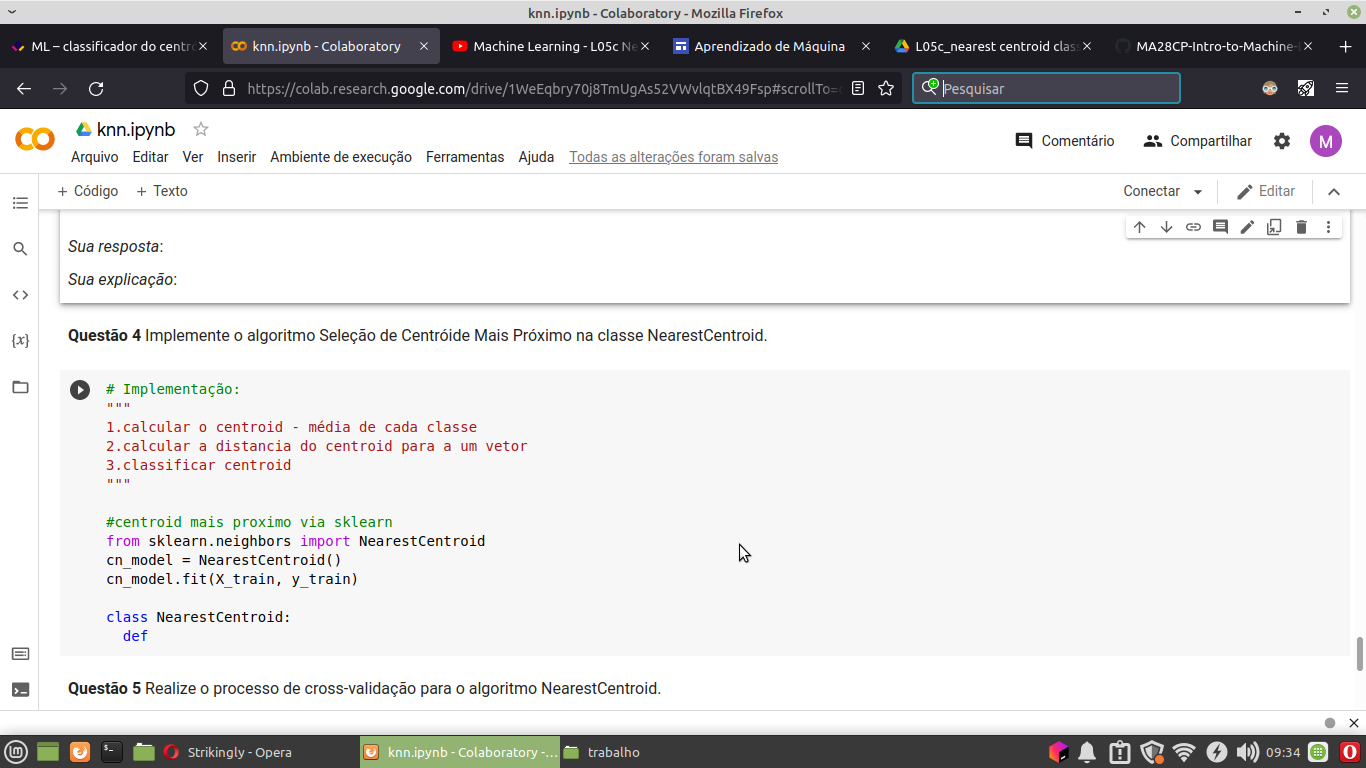 knn.ipynb - Colaboratory - Mozilla Firefox
ML – classificador do centr
knn.ipynb - Colaboratory
Machine Learning - L05c Ne
Aprendizado de Máquina
L05c_nearest centroid clas
MA28CP-Intro-to-Machine-L
https://colab.research.google.com/drive/1WeEqbry70j8TmUgAs52VWvlqtBX49Fsp#scrollTo=
Pesquisar
knn.ipynb
Comentário
Compartilhar
M
Arquivo Editar Ver Inserir Ambiente de execução Ferramentas Ajuda Todas as alterações foram salvas
+ Código + Texto
Conectar
Editar
Sua resposta:
Sua explicação:
Questão 4 Implemente o algoritmo Seleção de Centróide Mais Próximo na classe NearestCentroid.
# Implementação:
"""
1.calcular o centroid - média de cada classe
2.calcular a distancia do centroid para a um vetor
3.classificar centroid
"""
#centroid mais proximo via sklearn
from sklearn.neighbors import NearestCentroid
cn_model = NearestCentroid()
cn_model.fit(X_train, y_train)
class NearestCentroid:
def
Questão 5 Realize o processo de cross-validação para o algoritmo NearestCentroid.
Strikingly - Opera
knn.ipynb - Colaboratory -...
trabalho
09:34